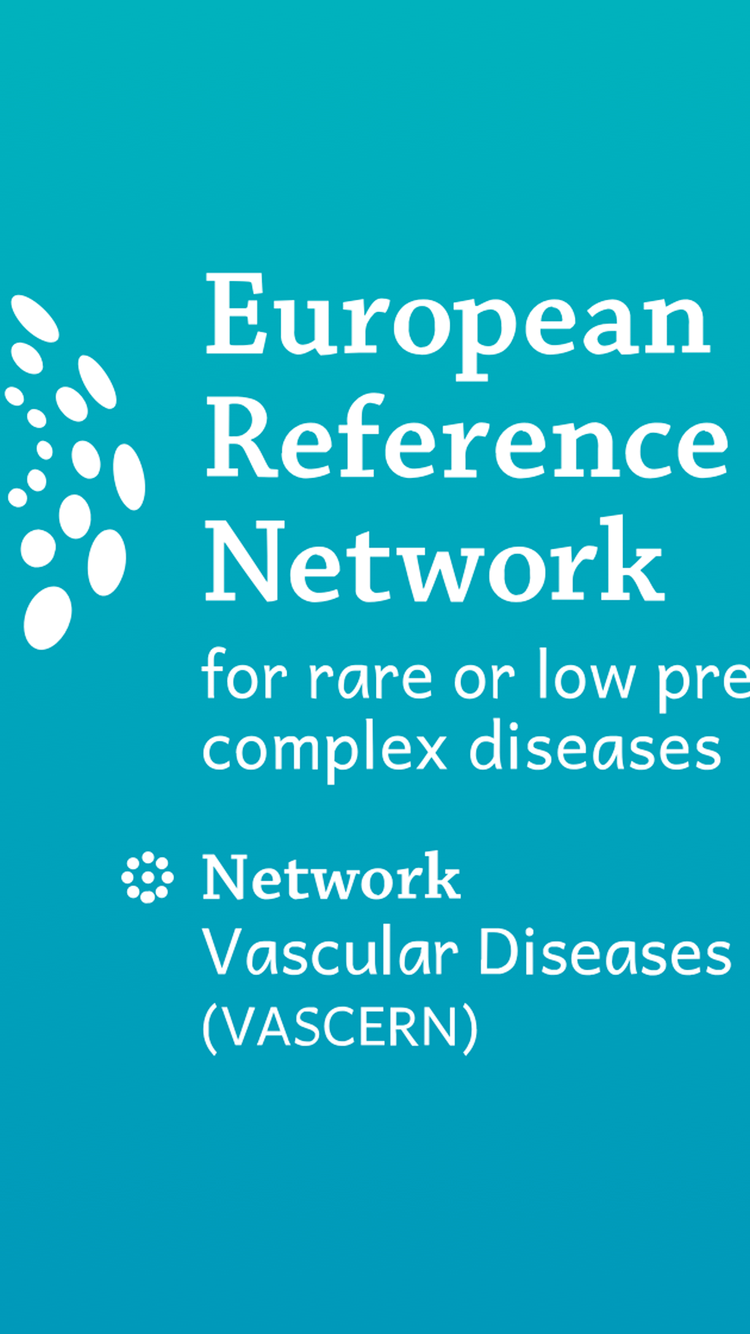 European
Reference
Network
for rare or low pre
complex diseases
Network
Vascular Diseases
(VASCERN)